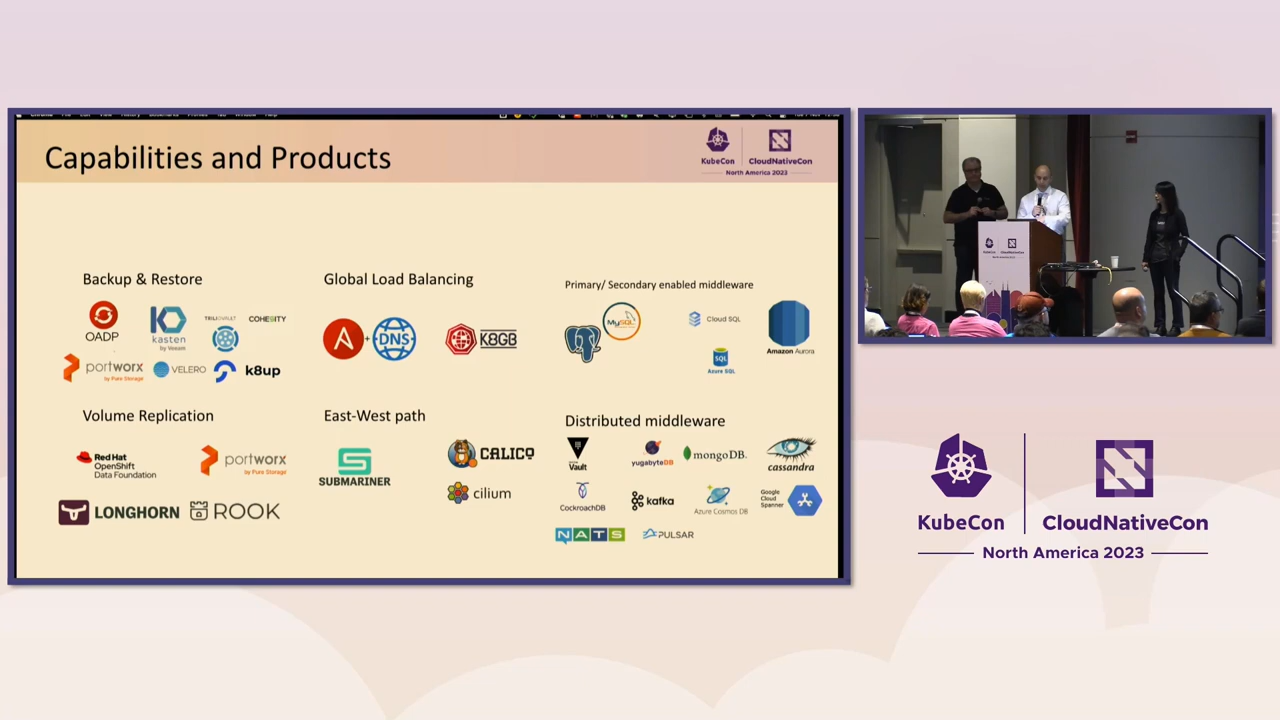 Capabilities and Products
KubeCon
CloudNativeCon
North America 2023
Backup & Restore
OADP
kasten
by Veeam
TRILIOVAULT
COHESITY
portworx
by Pure Storage
VELERO
k8up
Global Load Balancing
+
DNS
K8GB
Primary/ Secondary enabled middleware
MySQL
Cloud SQL
SQL
Azure SQL
Amazon Aurora
Volume Replication
Red Hat
OpenShift
Data Foundation
portworx
by Pure Storage
LONGHORN
ROOK
East-West path
SUBMARINER
CALICO
cilium
Distributed middleware
Vault
yugabyteDB
mongoDB.
cassandra
CockroachDB
kafka
Azure Cosmos DB
Google
Cloud
Spanner
NATS
PULSAR
KubeCon
CloudNativeCon
North America 2023